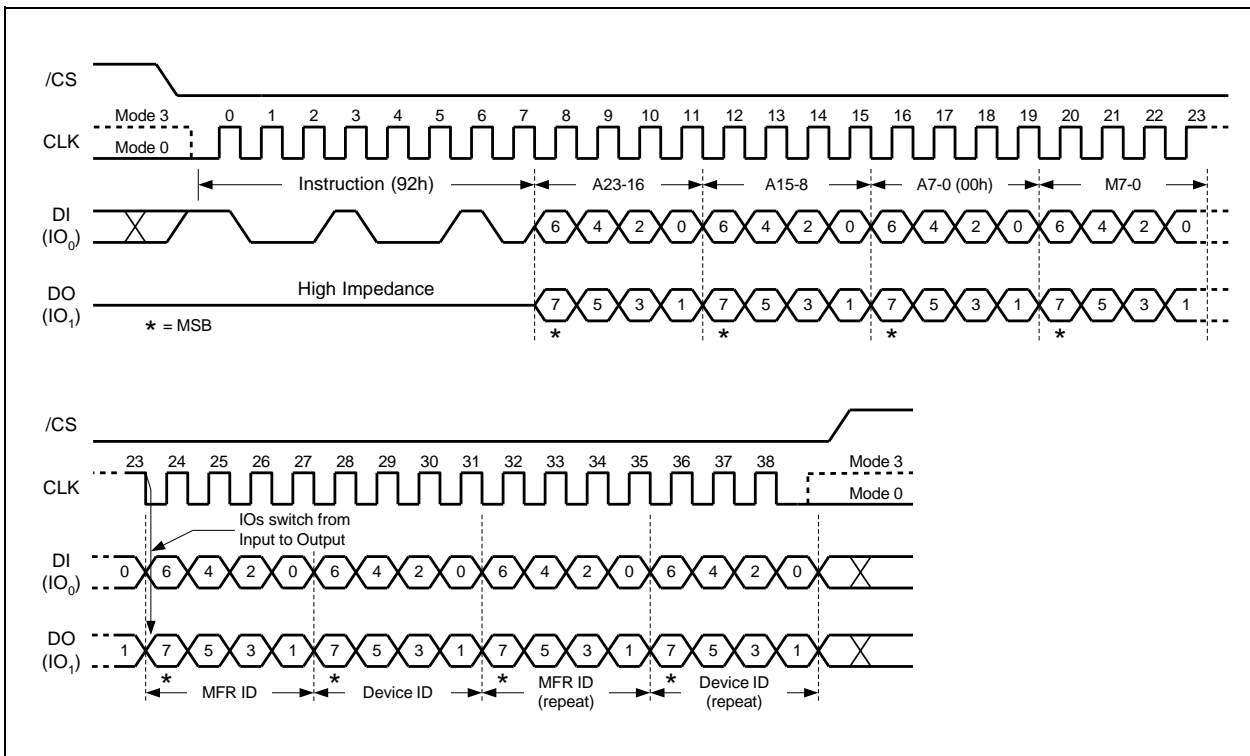 /CS
Mode 3 0 1 2 3 4 5 6 7 8 9 10 11 12 13 14 15 16 17 18 19 20 21 22 23
CLK
Mode 0
Instruction (92h) A23-16 A15-8 A7-0 (00h) M7-0
DI
(IO0)
6 4 2 0 6 4 2 0 6 4 2 0 6 4 2 0
High Impedance
DO
(IO1)
7 5 3 1 7 5 3 1 7 5 3 1 7 5 3 1
* = MSB
* * * *
/CS
23 24 25 26 27 28 29 30 31 32 33 34 35 36 37 38 Mode 3
CLK
Mode 0
IOs switch from
Input to Output
DI
(IO0)
0 6 4 2 0 6 4 2 0 6 4 2 0 6 4 2 0
DO
(IO1)
1 7 5 3 1 7 5 3 1 7 5 3 1 7 5 3 1
* * * *
MFR ID Device ID MFR ID
(repeat)
Device ID
(repeat)